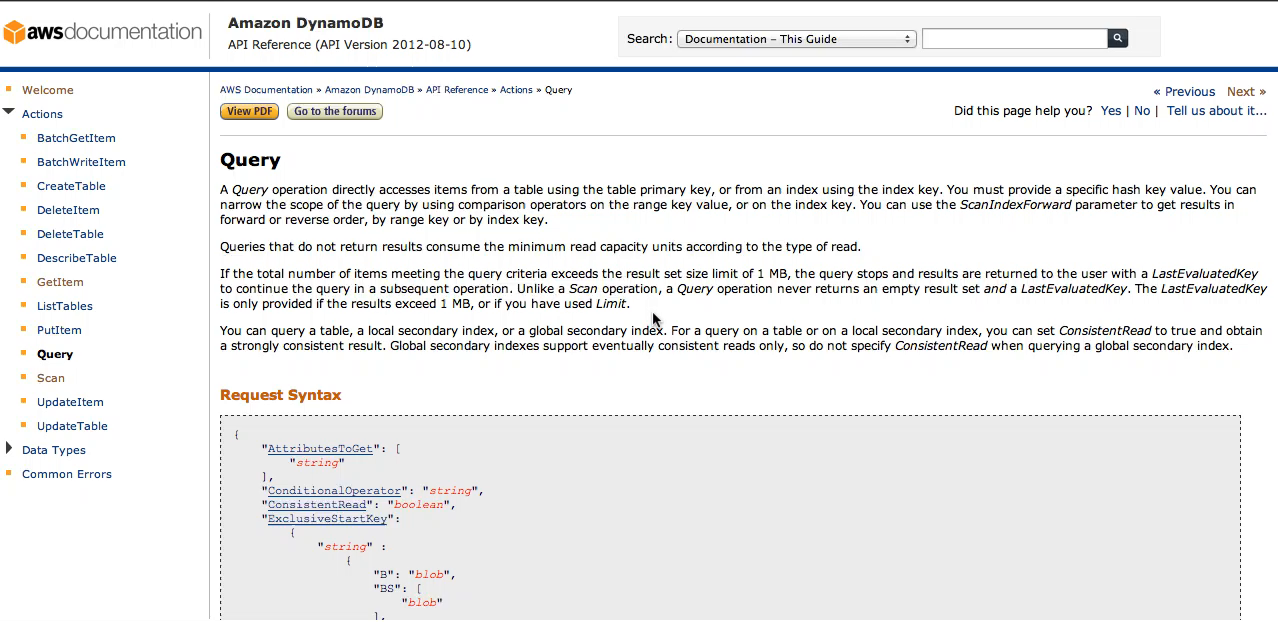 awsdocumentation
Amazon DynamoDB
API Reference (API Version 2012-08-10)
Search: Documentation – This Guide
Welcome
Actions
BatchGetItem
BatchWriteItem
CreateTable
DeleteItem
DeleteTable
DescribeTable
GetItem
ListTables
PutItem
Query
Scan
UpdateItem
UpdateTable
Data Types
Common Errors
AWS Documentation » Amazon DynamoDB » API Reference » Actions » Query
« Previous Next »
View PDF Go to the forums
Did this page help you? Yes | No | Tell us about it...
Query
A Query operation directly accesses items from a table using the table primary key, or from an index using the index key. You must provide a specific hash key value. You can
narrow the scope of the query by using comparison operators on the range key value, or on the index key. You can use the ScanIndexForward parameter to get results in
forward or reverse order, by range key or by index key.
Queries that do not return results consume the minimum read capacity units according to the type of read.
If the total number of items meeting the query criteria exceeds the result set size limit of 1 MB, the query stops and results are returned to the user with a LastEvaluatedKey
to continue the query in a subsequent operation. Unlike a Scan operation, a Query operation never returns an empty result set and a LastEvaluatedKey. The LastEvaluatedKey
is only provided if the results exceed 1 MB, or if you have used Limit.
You can query a table, a local secondary index, or a global secondary index. For a query on a table or on a local secondary index, you can set ConsistentRead to true and obtain
a strongly consistent result. Global secondary indexes support eventually consistent reads only, so do not specify ConsistentRead when querying a global secondary index.
Request Syntax
{
"AttributesToGet": [
"string"
],
"ConditionalOperator": "string",
"ConsistentRead": "boolean",
"ExclusiveStartKey":
{
"string" :
{
"B": "blob",
"BS": [
"blob"
],